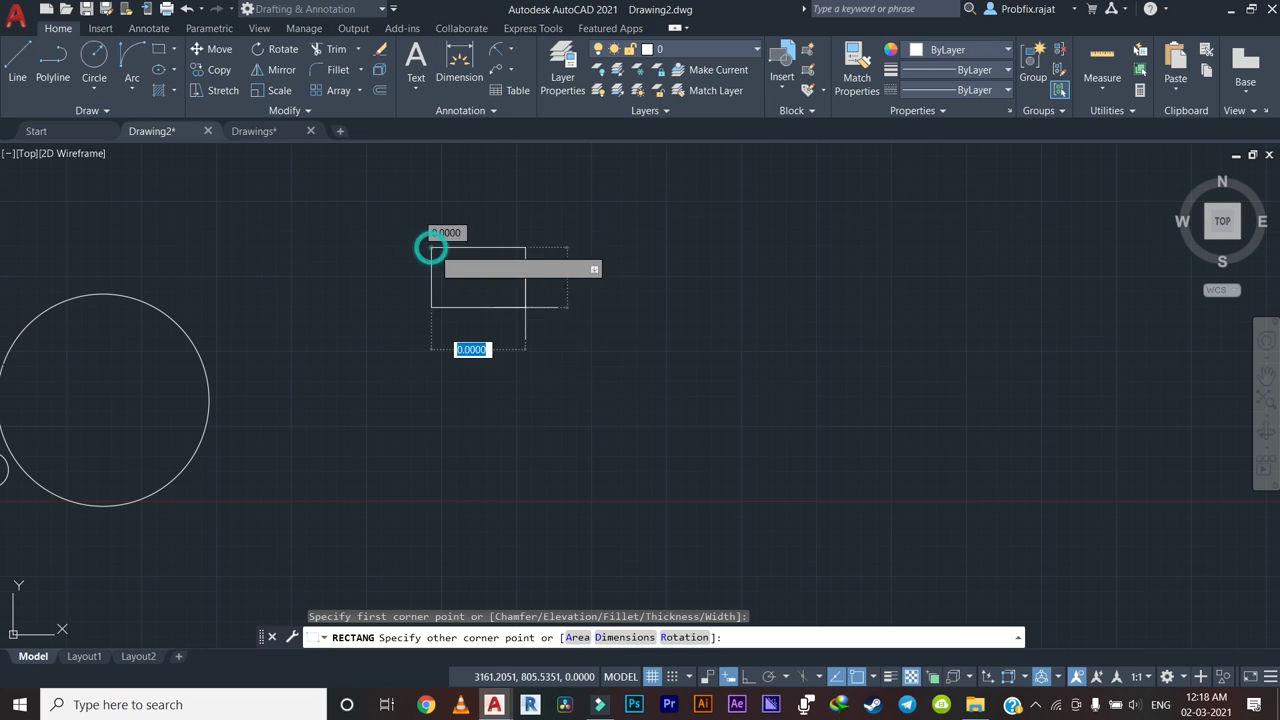 Drafting & Annotation
Autodesk AutoCAD 2021 Drawing2.dwg
Type a keyword or phrase
Probfix.rajat
Home Insert Annotate Parametric View Manage Output Add-ins Collaborate Express Tools Featured Apps
Line Polyline Circle Arc
Move Rotate Trim
Copy Mirror Fillet
Stretch Scale Array
Text Dimension Table
Layer Properties
0
Make Current
Match Layer
Insert
Match Properties
ByLayer
ByLayer
ByLayer
Group
Measure
Paste
Base
Draw Modify Annotation Layers Block Properties Groups Utilities Clipboard View
Start Drawing2* Drawings*
[−][Top][2D Wireframe]
N
W TOP E
S
WCS
0.0000
0.0000
Y
X
Specify first corner point or [Chamfer/Elevation/Fillet/Thickness/Width]:
RECTANG Specify other corner point or [Area Dimensions Rotation]:
Model Layout1 Layout2
3161.2051, 805.5351, 0.0000 MODEL 1:1
Type here to search
A R Ps Pr Ai Ae
ENG
12:18 AM
02-03-2021